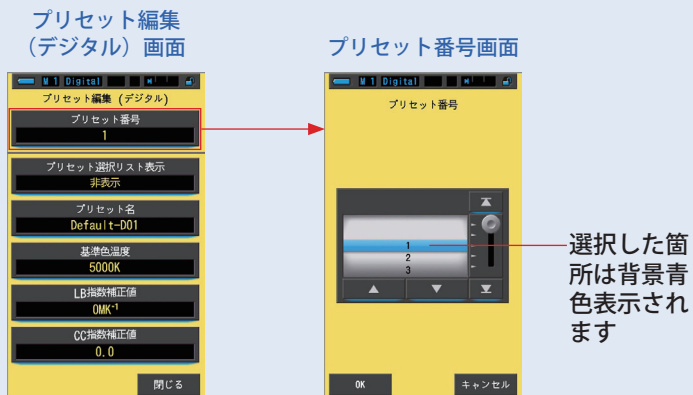 プリセット編集
（デジタル）画面
M 1 Digital
プリセット編集 (デジタル)
プリセット番号
1
プリセット選択リスト表示
非表示
プリセット名
Default-D01
基準色温度
5000K
LB指数補正値
0MK⁻¹
CC指数補正値
0.0
閉じる
プリセット番号画面
M 1 Digital
プリセット番号
1
2
3
OK
キャンセル
選択した箇
所は背景青
色表示され
ます